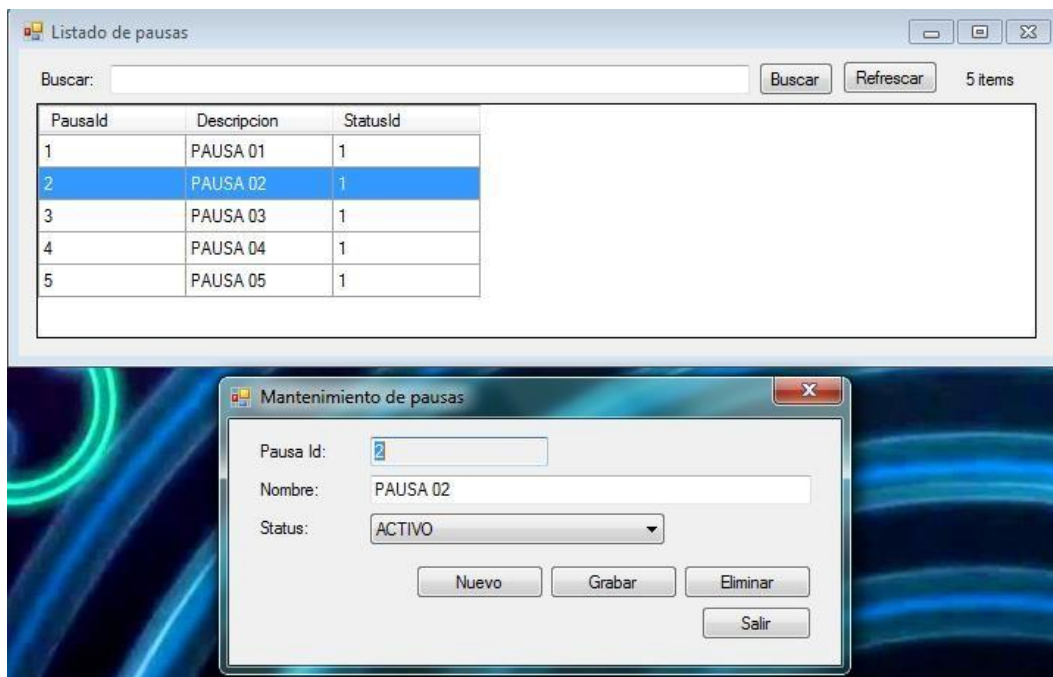 Listado de pausas
Buscar: Buscar Refrescar 5 items
PausaId Descripcion StatusId
1 PAUSA 01 1
2 PAUSA 02 1
3 PAUSA 03 1
4 PAUSA 04 1
5 PAUSA 05 1
Mantenimiento de pausas
Pausa Id: 2
Nombre: PAUSA 02
Status: ACTIVO
Nuevo Grabar Eliminar
Salir